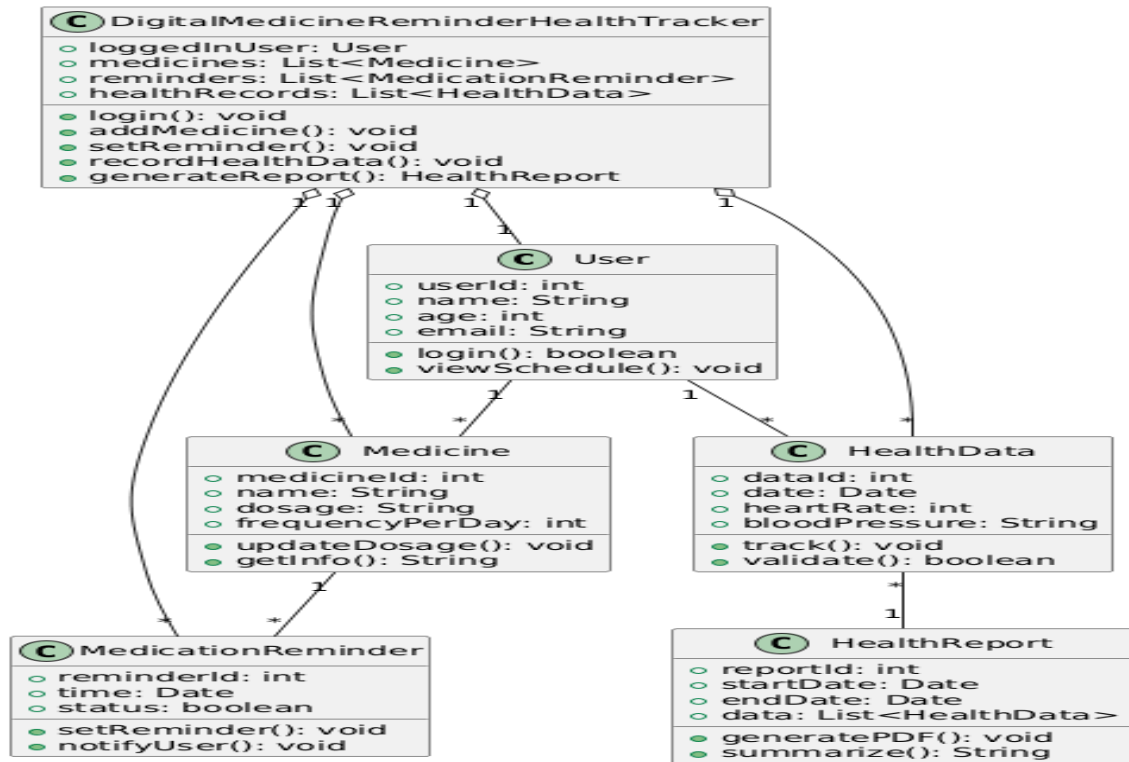 C DigitalMedicineReminderHealthTracker
loggedInUser: User
medicines: List<Medicine>
reminders: List<MedicationReminder>
healthRecords: List<HealthData>
login(): void
addMedicine(): void
setReminder(): void
recordHealthData(): void
generateReport(): HealthReport
1 1 1 1
1
C User
userId: int
name: String
age: int
email: String
login(): boolean
viewSchedule(): void
1 1
* * * *
C Medicine
medicineId: int
name: String
dosage: String
frequencyPerDay: int
updateDosage(): void
getInfo(): String
C HealthData
dataId: int
date: Date
heartRate: int
bloodPressure: String
track(): void
validate(): boolean
1 *
* * 1
C MedicationReminder
reminderId: int
time: Date
status: boolean
setReminder(): void
notifyUser(): void
C HealthReport
reportId: int
startDate: Date
endDate: Date
data: List<HealthData>
generatePDF(): void
summarize(): String